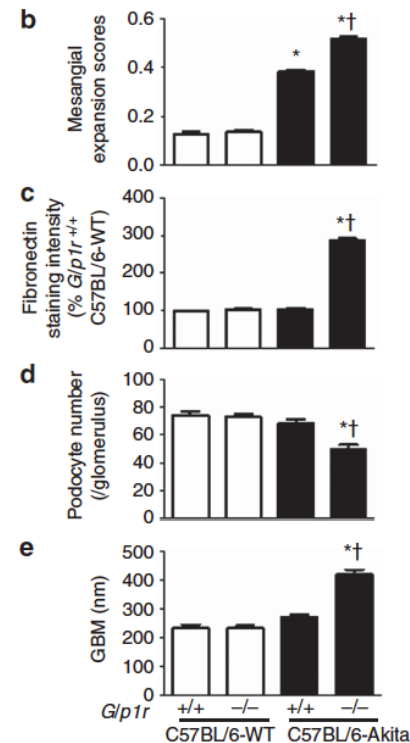 b
Mesangial
expansion scores
0.6
0.4
0.2
0.0
*
*†
c
Fibronectin
staining intensity
(% Glp1r +/+
C57BL/6-WT)
400
300
200
100
0
*†
d
Podocyte number
(/glomerulus)
100
80
60
40
20
0
*†
e
GBM (nm)
500
400
300
200
100
0
*†
Glp1r +/+ –/– +/+ –/–
C57BL/6-WT C57BL/6-Akita